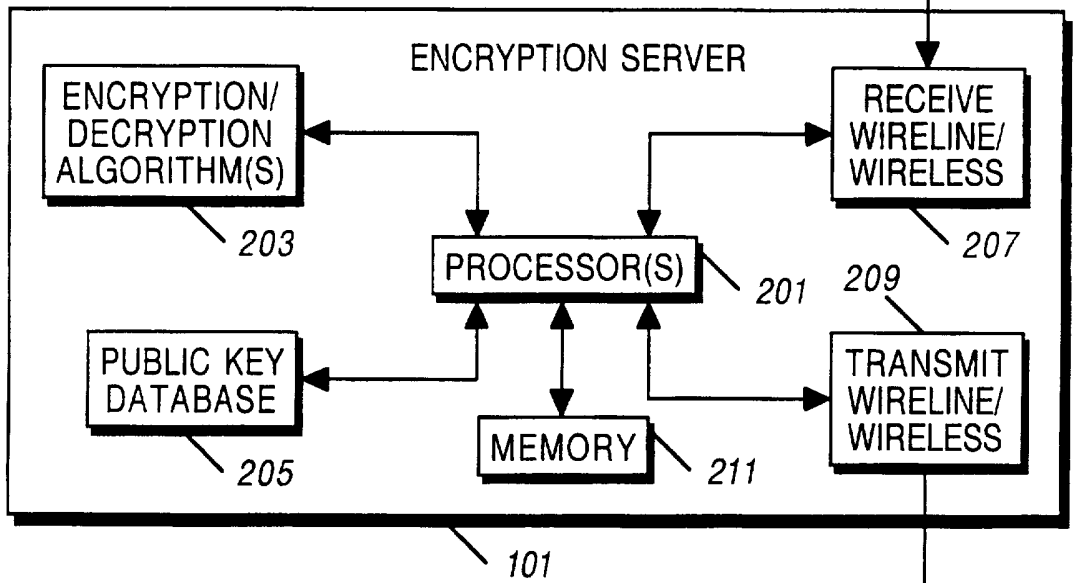 ENCRYPTION SERVER
ENCRYPTION/
DECRYPTION
ALGORITHM(S)
203
RECEIVE
WIRELINE/
WIRELESS
207
PROCESSOR(S)
201
209
PUBLIC KEY
DATABASE
205
MEMORY
211
TRANSMIT
WIRELINE/
WIRELESS
101